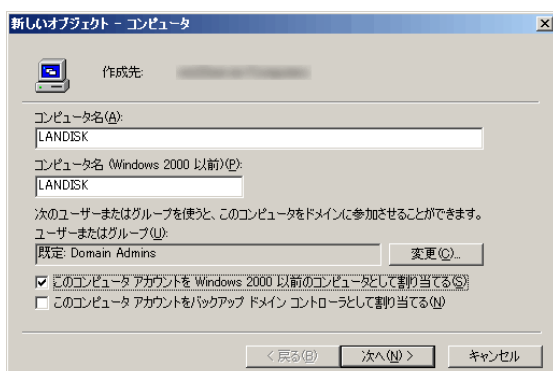 新しいオブジェクト - コンピュータ
作成先:
コンピュータ名(A):
LANDISK
コンピュータ名 (Windows 2000 以前)(P):
LANDISK
次のユーザーまたはグループを使うと、このコンピュータをドメインに参加させることができます。
ユーザーまたはグループ(U):
既定: Domain Admins
変更(C)...
このコンピュータ アカウントを Windows 2000 以前のコンピュータとして割り当てる(S)
このコンピュータ アカウントをバックアップ ドメイン コントローラとして割り当てる(N)
< 戻る(B) 次へ(N) > キャンセル